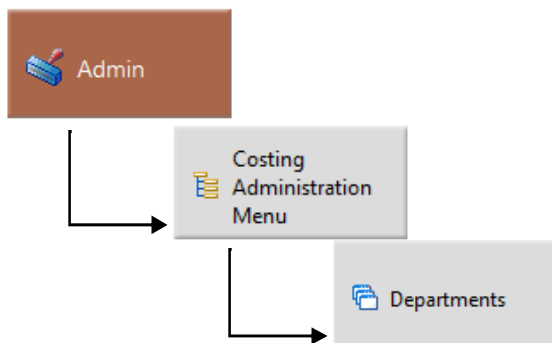 Admin
Costing
Administration
Menu
Departments